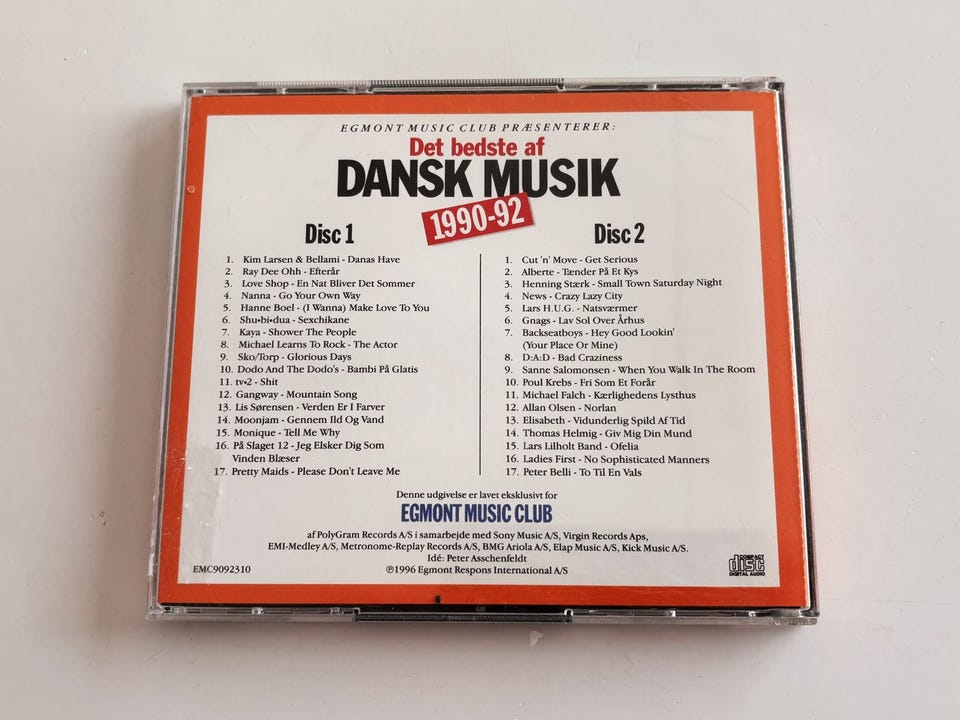 EGMONT MUSIC CLUB PRÆSENTERER:
Det bedste af
DANSK MUSIK
1990-92
Disc 1
1. Kim Larsen & Bellami - Danas Have
2. Ray Dee Ohh - Efterår
3. Love Shop - En Nat Bliver Det Sommer
4. Nanna - Go Your Own Way
5. Hanne Boel - (I Wanna) Make Love To You
6. Shu•bi•dua - Sexchikane
7. Kaya - Shower The People
8. Michael Learns To Rock - The Actor
9. Sko/Torp - Glorious Days
10. Dodo And The Dodo's - Bambi På Glatis
11. tv•2 - Shit
12. Gangway - Mountain Song
13. Lis Sørensen - Verden Er I Farver
14. Moonjam - Gennem Ild Og Vand
15. Monique - Tell Me Why
16. På Slaget 12 - Jeg Elsker Dig Som
Vinden Blæser
17. Pretty Maids - Please Don't Leave Me
Disc 2
1. Cut 'n' Move - Get Serious
2. Alberte - Tænder På Et Kys
3. Henning Stærk - Small Town Saturday Night
4. News - Crazy Lazy City
5. Lars H.U.G. - Natsværmer
6. Gnags - Lav Sol Over Århus
7. Backseatboys - Hey Good Lookin'
(Your Place Or Mine)
8. D:A:D - Bad Craziness
9. Sanne Salomonsen - When You Walk In The Room
10. Poul Krebs - Fri Som Et Forår
11. Michael Falch - Kærlighedens Lysthus
12. Allan Olsen - Norlan
13. Elisabeth - Vidunderlig Spild Af Tid
14. Thomas Helmig - Giv Mig Din Mund
15. Lars Lilholt Band - Ofelia
16. Ladies First - No Sophisticated Manners
17. Peter Belli - To Til En Vals
Denne udgivelse er lavet eksklusivt for
EGMONT MUSIC CLUB
af PolyGram Records A/S i samarbejde med Sony Music A/S, Virgin Records Aps,
EMI-Medley A/S, Metronome-Replay Records A/S, BMG Ariola A/S, Elap Music A/S, Kick Music A/S.
Idé: Peter Asschenfeldt
℗1996 Egmont Respons International A/S
EMC9092310
COMPACT
disc
DIGITAL AUDIO